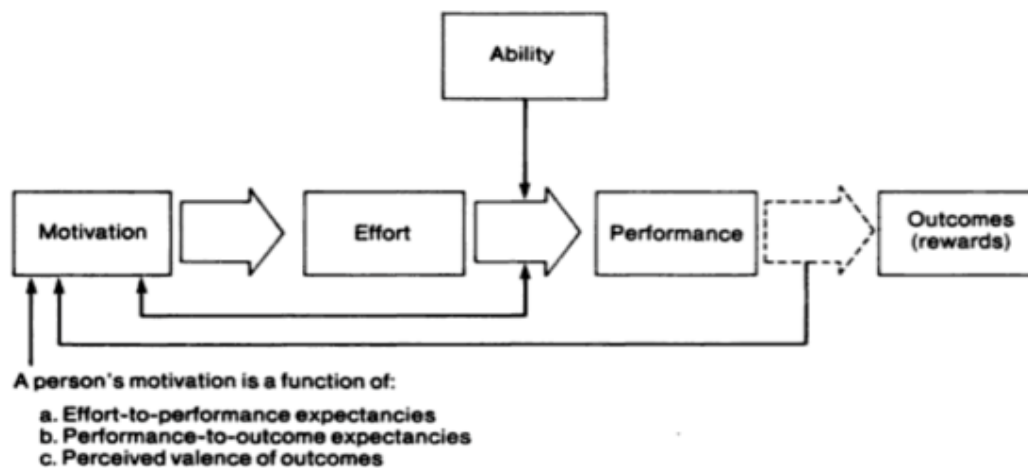 Ability
Motivation
Effort
Performance
Outcomes
(rewards)
A person's motivation is a function of:
a. Effort-to-performance expectancies
b. Performance-to-outcome expectancies
c. Perceived valence of outcomes